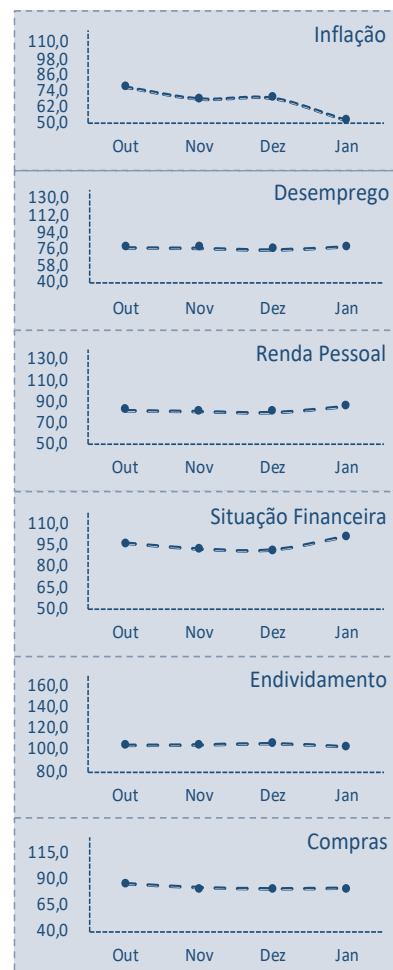 Inflação
110,0
98,0
86,0
74,0
62,0
50,0
Out Nov Dez Jan
Desemprego
130,0
112,0
94,0
76,0
58,0
40,0
Out Nov Dez Jan
Renda Pessoal
130,0
110,0
90,0
70,0
50,0
Out Nov Dez Jan
Situação Financeira
110,0
95,0
80,0
65,0
50,0
Out Nov Dez Jan
Endividamento
160,0
140,0
120,0
100,0
80,0
Out Nov Dez Jan
Compras
115,0
90,0
65,0
40,0
Out Nov Dez Jan